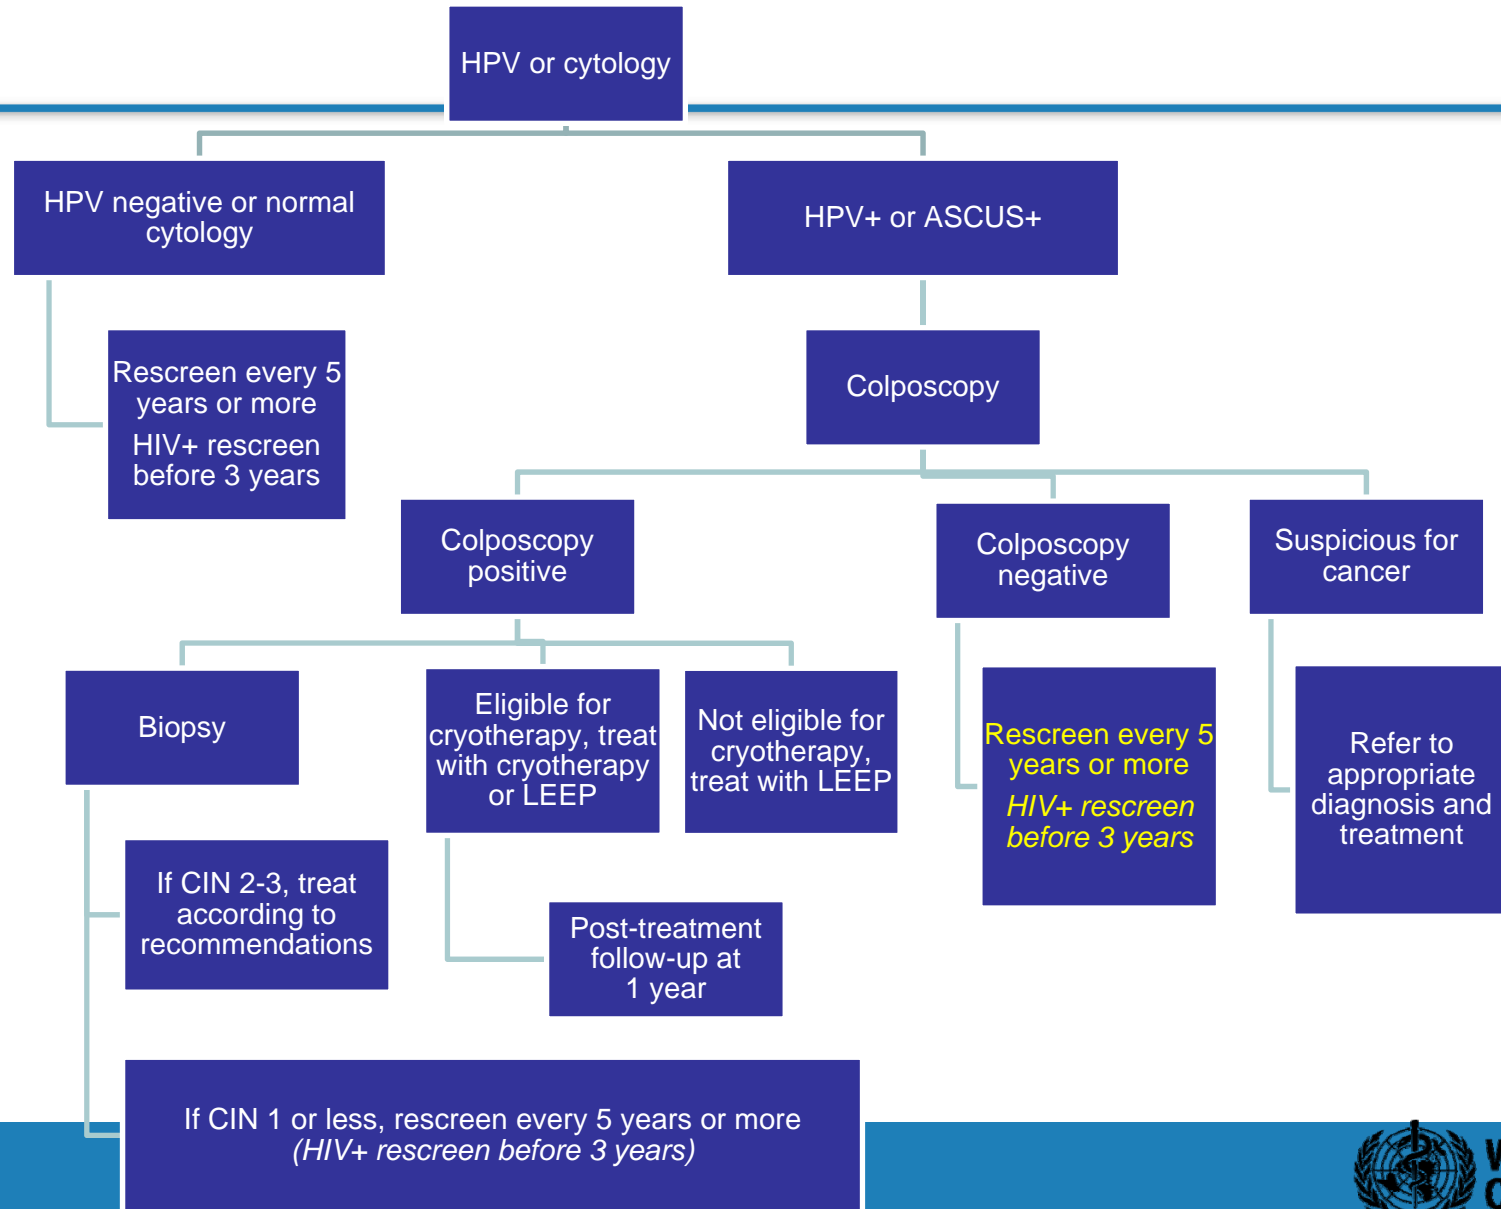 HPV or cytology
HPV negative or normal
cytology
HPV+ or ASCUS+
Rescreen every 5
years or more
HIV+ rescreen
before 3 years
Colposcopy
Colposcopy
positive
Colposcopy
negative
Suspicious for
cancer
Biopsy
Eligible for
cryotherapy, treat
with cryotherapy
or LEEP
Not eligible for
cryotherapy,
treat with LEEP
Rescreen every 5
years or more
HIV+ rescreen
before 3 years
Refer to
appropriate
diagnosis and
treatment
If CIN 2-3, treat
according to
recommendations
Post-treatment
follow-up at
1 year
If CIN 1 or less, rescreen every 5 years or more
(HIV+ rescreen before 3 years)